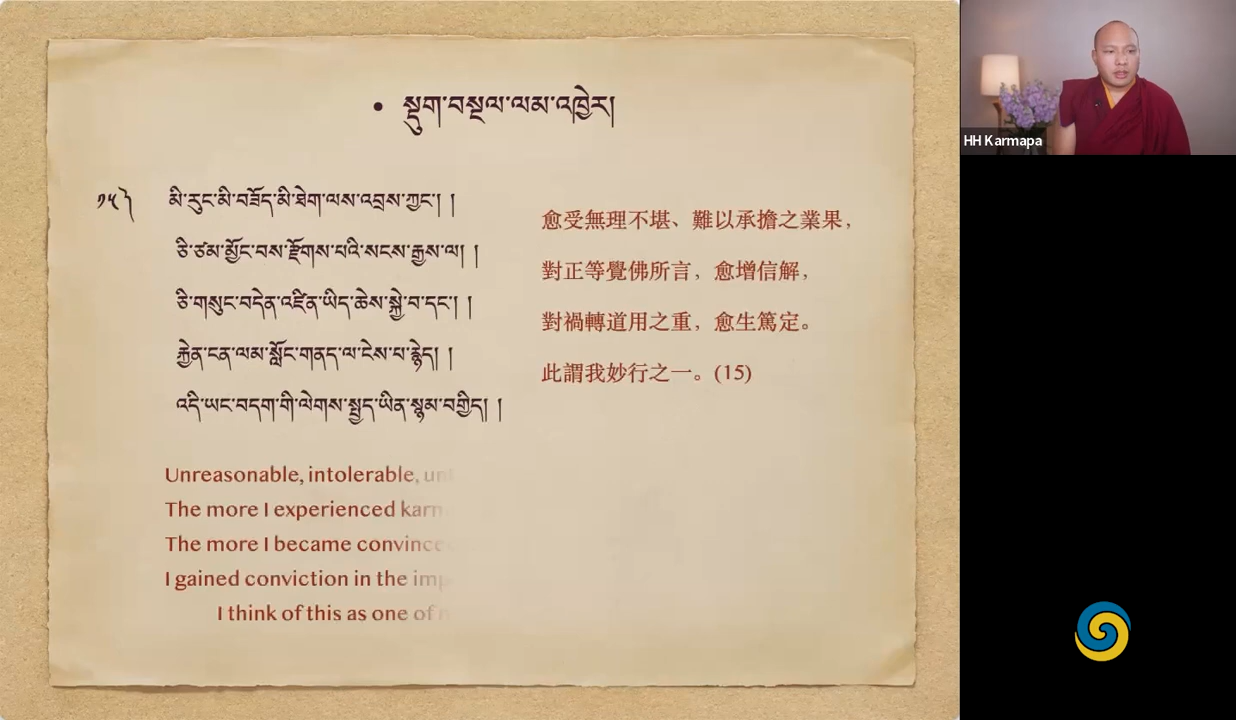 • སྡུག་བསྔལ་ལམ་འཁྱེར།
༡༥༽ མི་རུང་མི་བཟོད་མི་ཐེག་ལས་འབྲས་ཀྱང་། །
ཅི་ཙམ་མྱོང་བས་རྫོགས་པའི་སངས་རྒྱས་ལ། །
ཅི་གསུང་བདེན་འཛིན་ཡིད་ཆེས་སྐྱེ་བ་དང་། །
རྐྱེན་ངན་ལམ་སློང་གནད་ལ་ངེས་པ་རྙེད། །
འདི་ཡང་བདག་གི་ལེགས་སྤྱད་ཡིན་སྙམ་བགྱིད། །
愈受無理不堪、難以承擔之業果，
對正等覺佛所言，愈增信解，
對禍轉道用之重，愈生篤定。
此謂我妙行之一。(15)
Unreasonable, intolerable,
The more I experienced
The more I became
I gained conviction in the
I think of this as one of
HH Karmapa